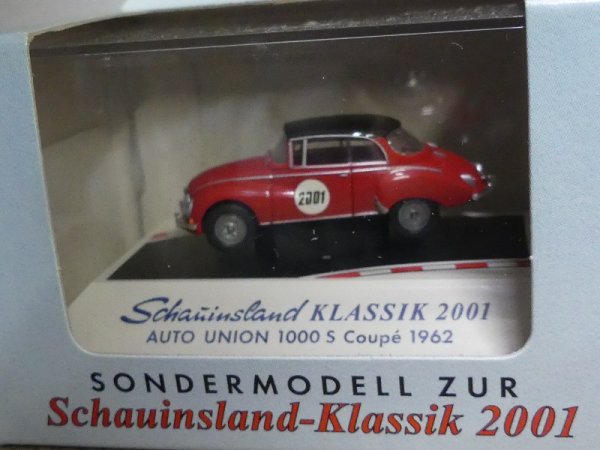 2001
Schauinsland KLASSIK 2001
AUTO UNION 1000 S Coupé 1962
SONDERMODELL ZUR
Schauinsland-Klassik 2001